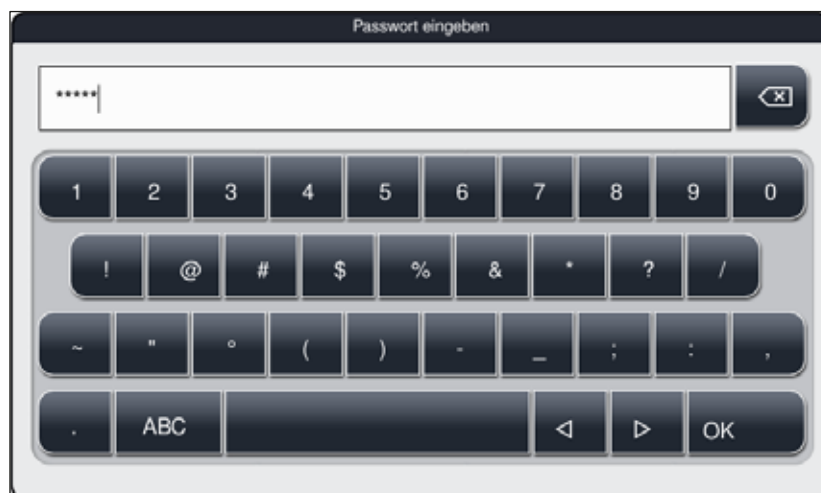 Passwort eingeben
*****
1 2 3 4 5 6 7 8 9 0
! @ # $ % & * ? /
~ " ° ( ) - _ ; : ,
. ABC OK